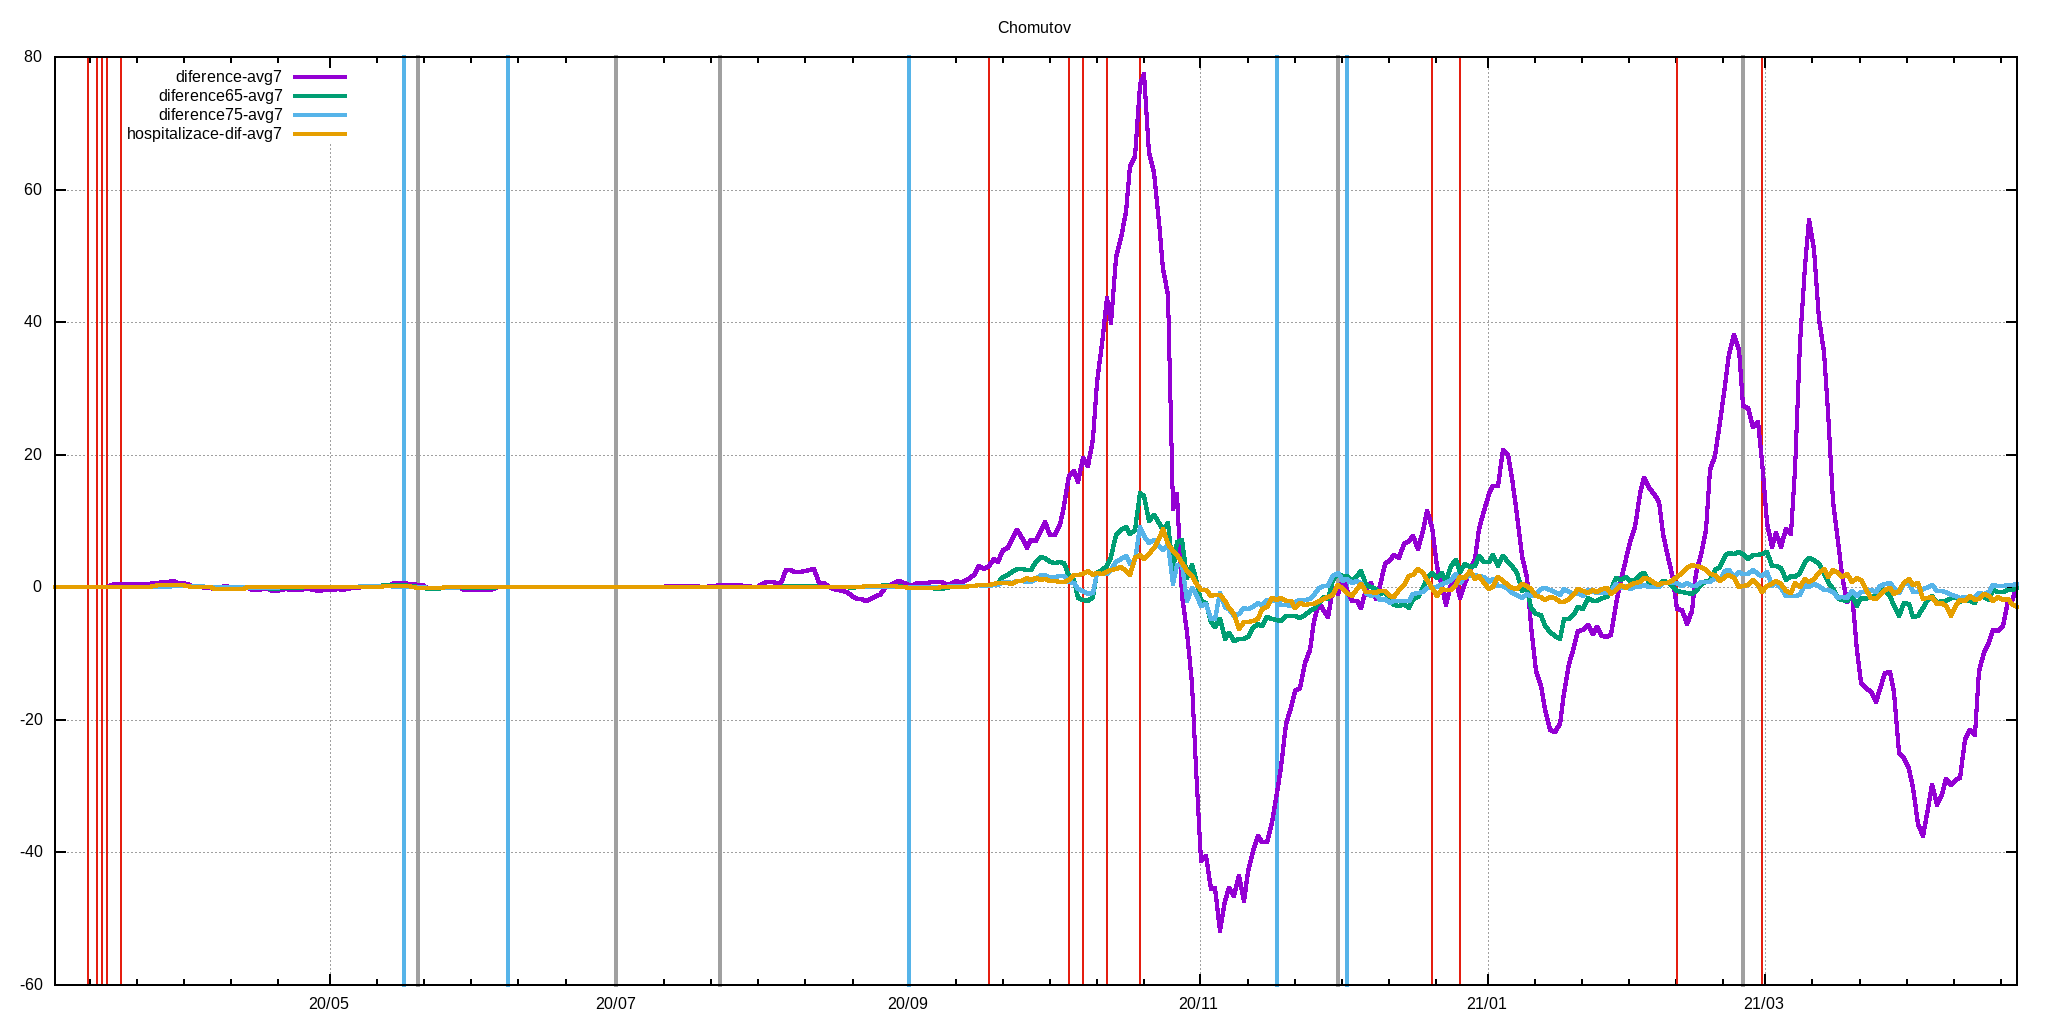 Chomutov
80
diference-avg7
diference65-avg7
diference75-avg7
hospitalizace-dif-avg7
60
40
20
0
-20
-40
-60
20/05 20/07 20/09 20/11 21/01 21/03